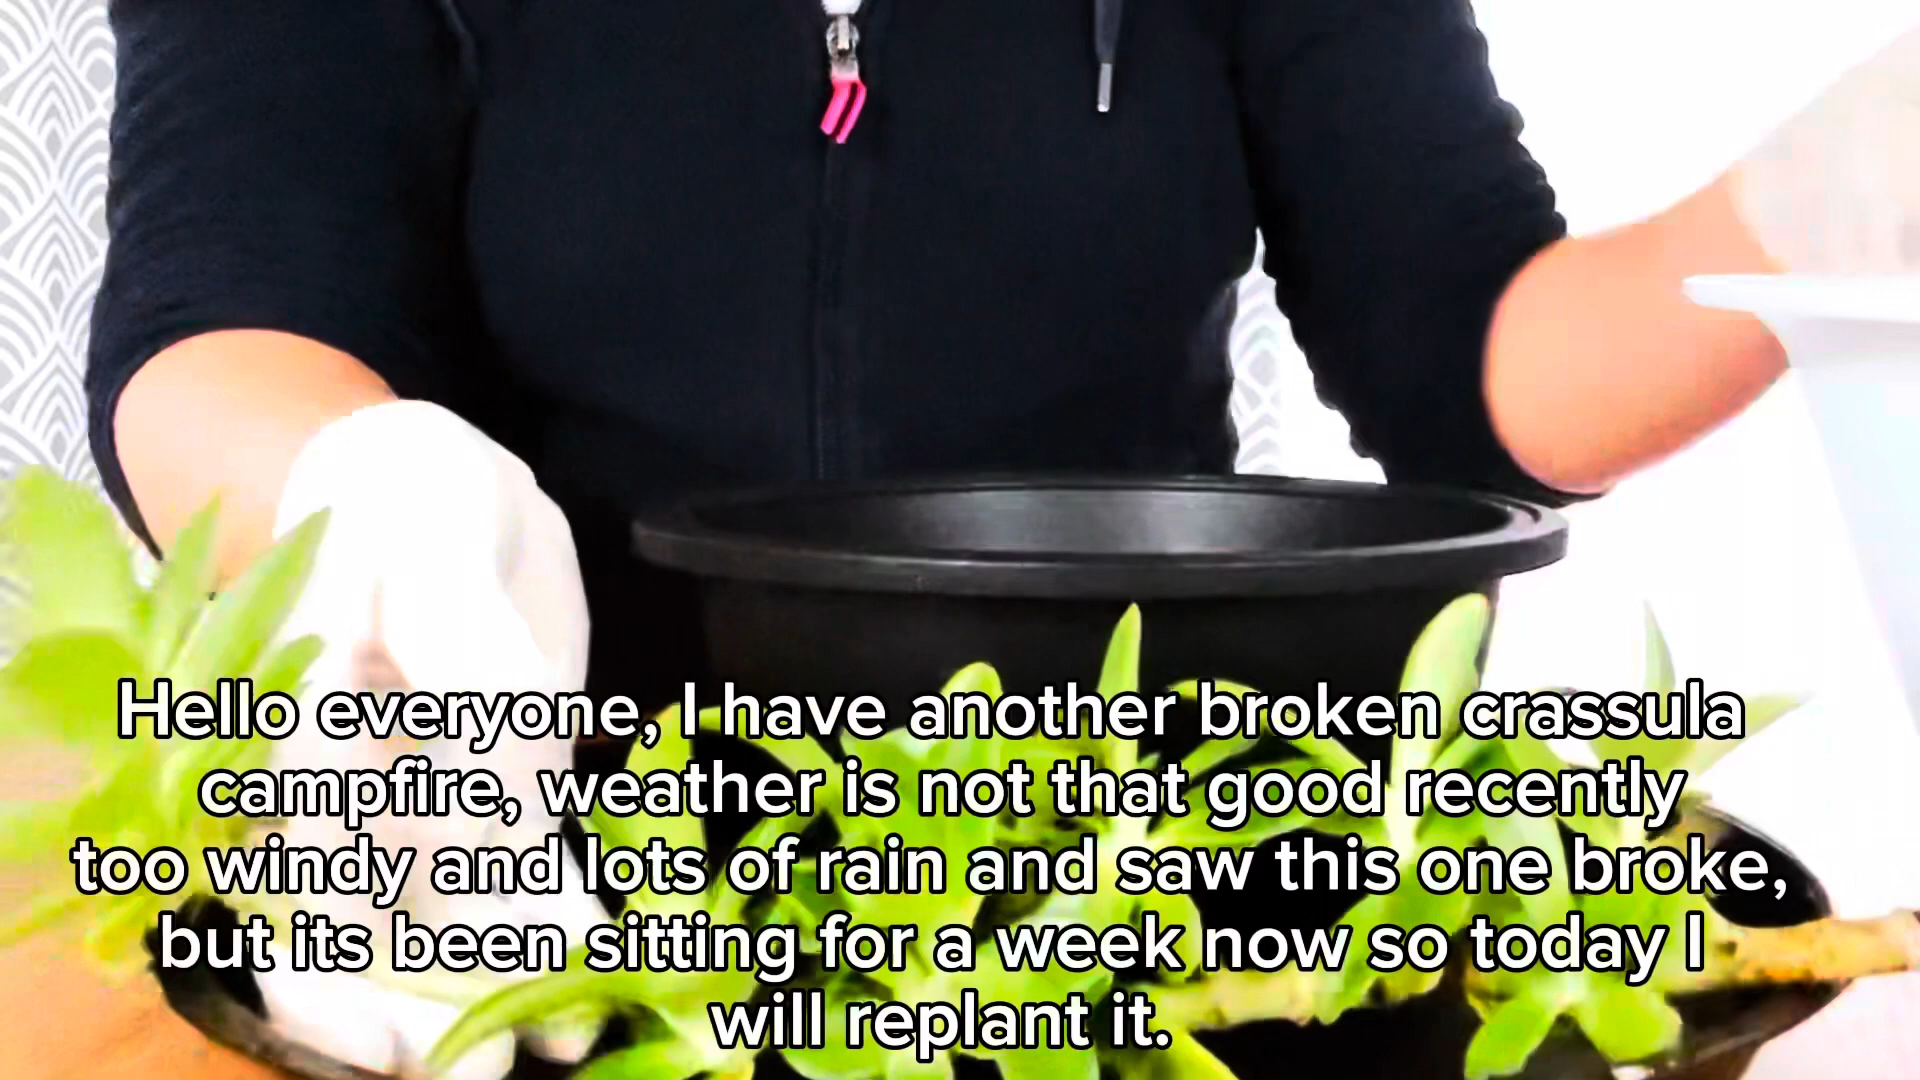 Hello everyone, I have another broken crassula
campfire, weather is not that good recently
too windy and lots of rain and saw this one broke,
but its been sitting for a week now so today I
will replant it.